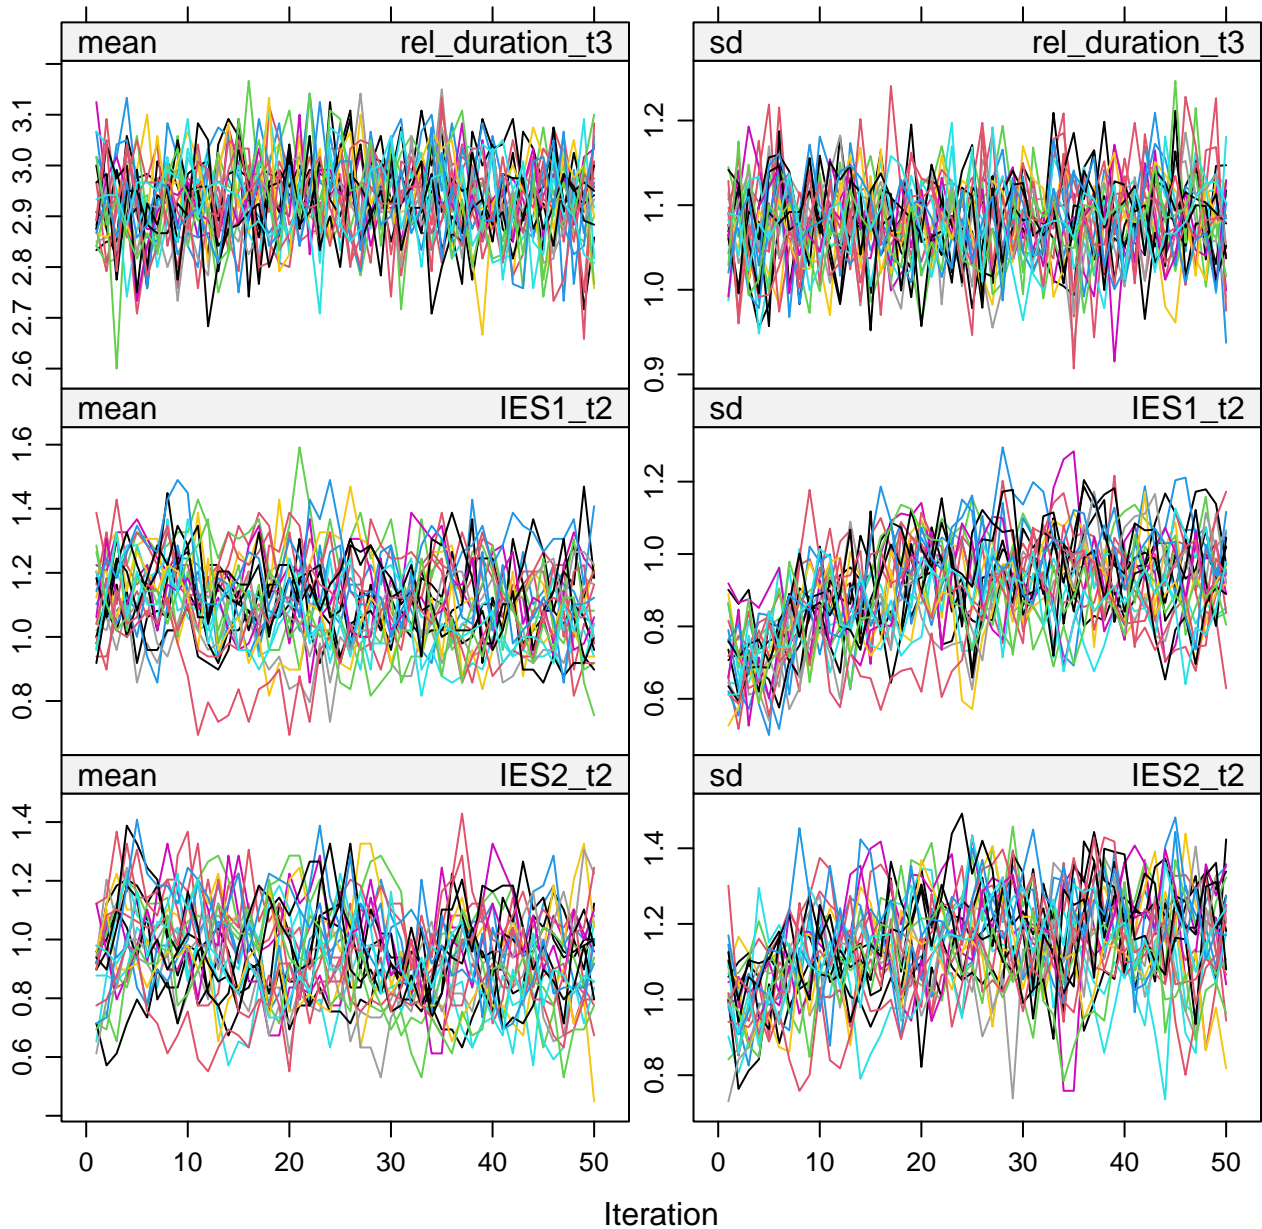 mean rel_duration_t3
sd rel_duration_t3
2.6 2.7 2.8 2.9 3.0 3.1
0.9 1.0 1.1 1.2
mean IES1_t2
sd IES1_t2
0.8 1.0 1.2 1.4 1.6
0.6 0.8 1.0 1.2
mean IES2_t2
sd IES2_t2
0.6 0.8 1.0 1.2 1.4
0.8 1.0 1.2 1.4
0 10 20 30 40 50
0 10 20 30 40 50
Iteration